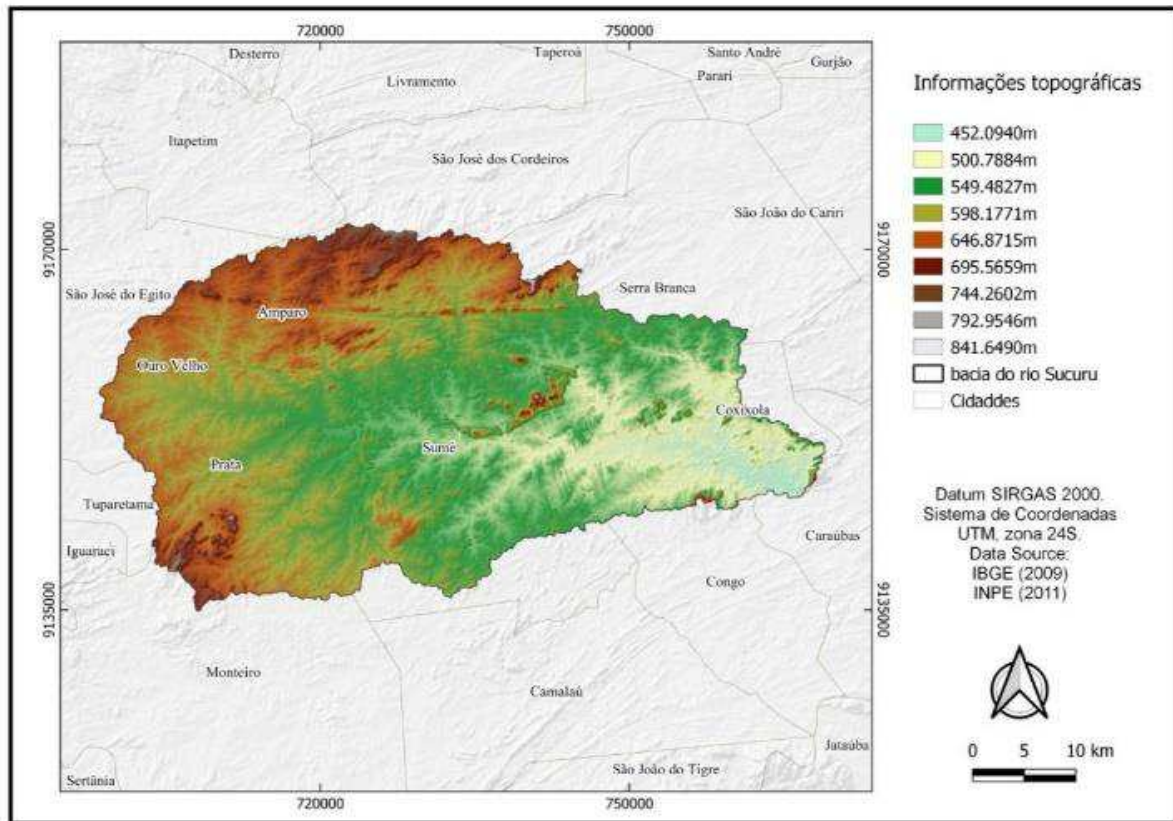 720000
750000
Desterro
Taperoà
Santo André
Gurjão
Livramento
Parari
Itapetim
São José dos Cordeiros
São João do Cariri
9170000
9170000
São José do Egito
Serra Branca
Amparo
Ouro Velho
Coxixola
Sumé
Prata
Tuparetama
Caraúbas
Iguaraci
Congo
9135000
9135000
Monteiro
Camalaú
Jataúba
São João do Tigre
Sertânia
720000
750000
Informações topográficas
452.0940m
500.7884m
549.4827m
598.1771m
646.8715m
695.5659m
744.2602m
792.9546m
841.6490m
bacia do rio Sucuru
Cidaddes
Datum SIRGAS 2000.
Sistema de Coordenadas
UTM, zona 24S.
Data Source:
IBGE (2009)
INPE (2011)
0 5 10 km